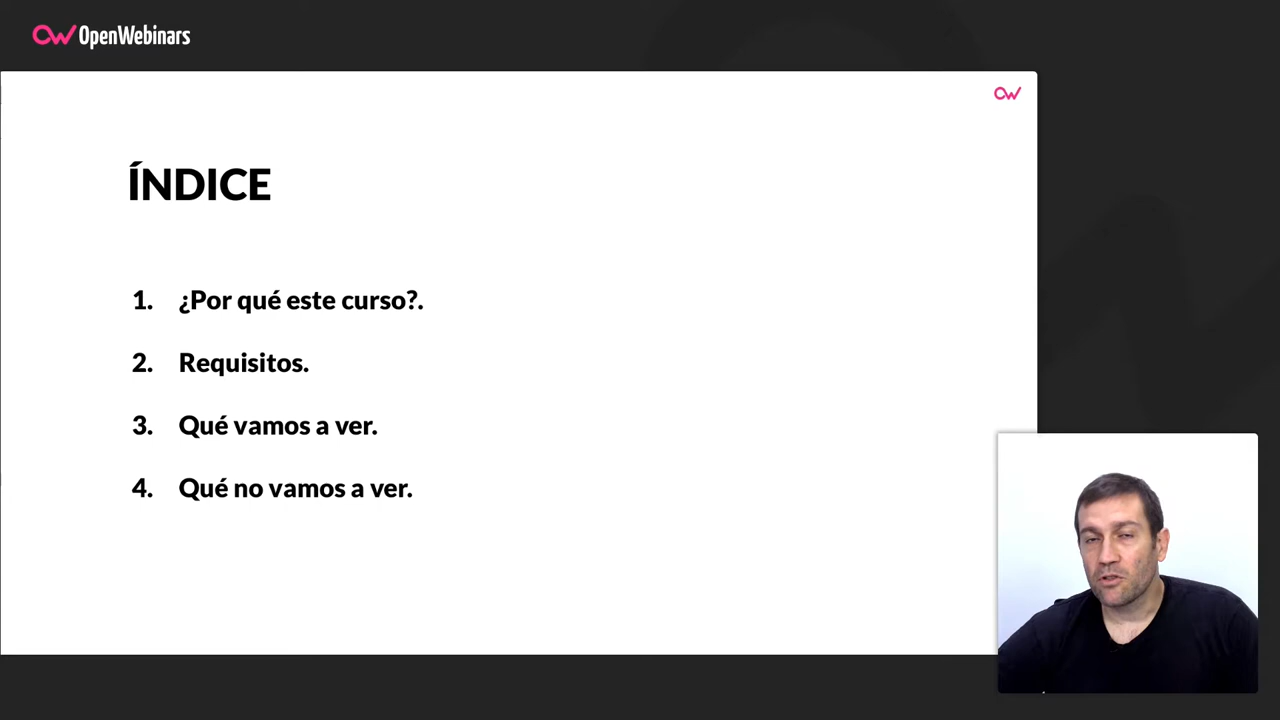 OpenWebinars
ÍNDICE
1. ¿Por qué este curso?.
2. Requisitos.
3. Qué vamos a ver.
4. Qué no vamos a ver.